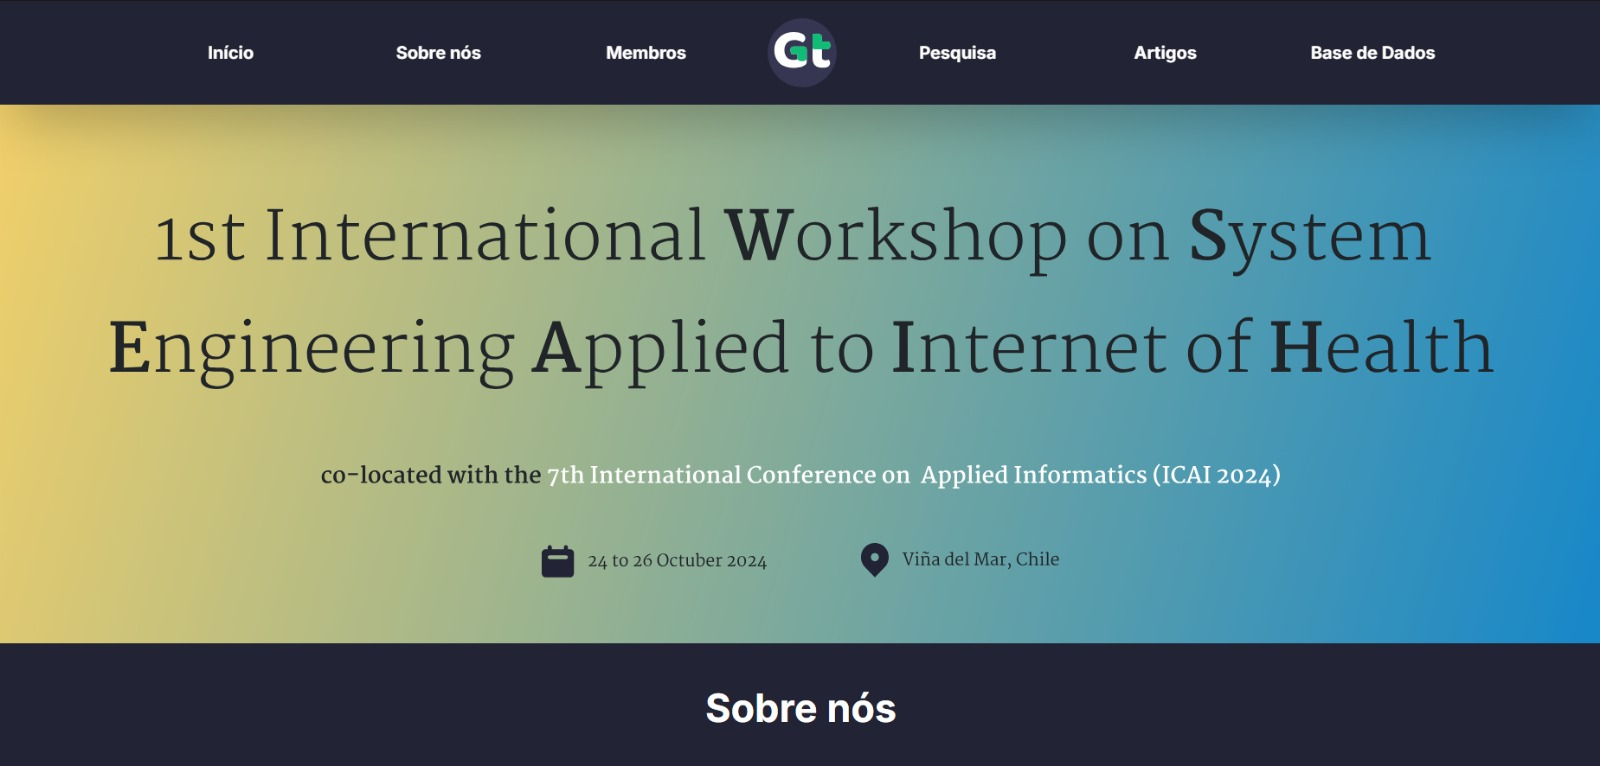 Início Sobre nós Membros Gt Pesquisa Artigos Base de Dados
1st International Workshop on System
Engineering Applied to Internet of Health
co-located with the 7th International Conference on Applied Informatics (ICAI 2024)
24 to 26 Octuber 2024 Viña del Mar, Chile
Sobre nós